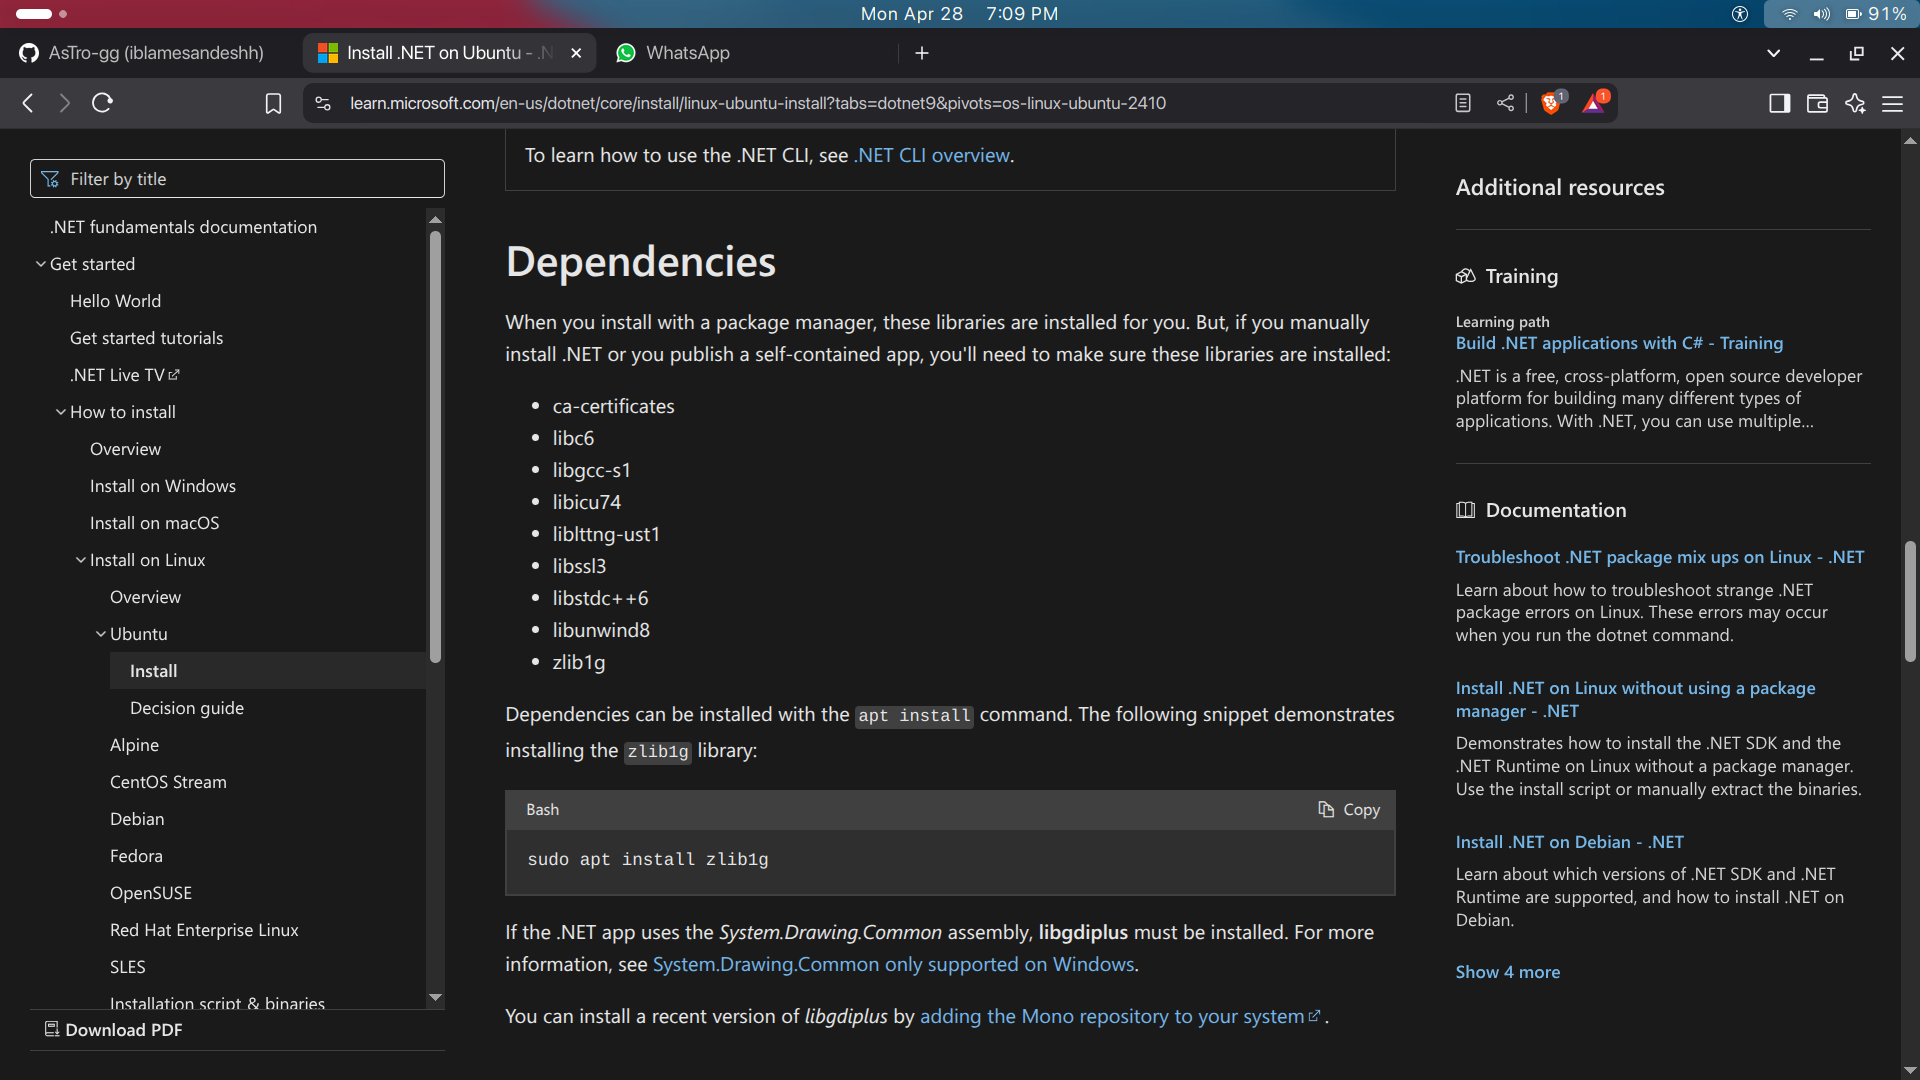 Mon Apr 28 7:09 PM
91%
AsTro-gg (iblamesandeshh)
Install .NET on Ubuntu - .N
WhatsApp
learn.microsoft.com/en-us/dotnet/core/install/linux-ubuntu-install?tabs=dotnet9&pivots=os-linux-ubuntu-2410
1
1
Filter by title
.NET fundamentals documentation
Get started
Hello World
Get started tutorials
.NET Live TV
How to install
Overview
Install on Windows
Install on macOS
Install on Linux
Overview
Ubuntu
Install
Decision guide
Alpine
CentOS Stream
Debian
Fedora
OpenSUSE
Red Hat Enterprise Linux
SLES
Installation script & binaries
Download PDF
To learn how to use the .NET CLI, see .NET CLI overview.
Dependencies
When you install with a package manager, these libraries are installed for you. But, if you manually
install .NET or you publish a self-contained app, you'll need to make sure these libraries are installed:
ca-certificates
libc6
libgcc-s1
libicu74
liblttng-ust1
libssl3
libstdc++6
libunwind8
zlib1g
Dependencies can be installed with the apt install command. The following snippet demonstrates
installing the zlib1g library:
Bash
Copy
sudo apt install zlib1g
If the .NET app uses the System.Drawing.Common assembly, libgdiplus must be installed. For more
information, see System.Drawing.Common only supported on Windows.
You can install a recent version of libgdiplus by adding the Mono repository to your system.
Additional resources
Training
Learning path
Build .NET applications with C# - Training
.NET is a free, cross-platform, open source developer
platform for building many different types of
applications. With .NET, you can use multiple...
Documentation
Troubleshoot .NET package mix ups on Linux - .NET
Learn about how to troubleshoot strange .NET
package errors on Linux. These errors may occur
when you run the dotnet command.
Install .NET on Linux without using a package
manager - .NET
Demonstrates how to install the .NET SDK and the
.NET Runtime on Linux without a package manager.
Use the install script or manually extract the binaries.
Install .NET on Debian - .NET
Learn about which versions of .NET SDK and .NET
Runtime are supported, and how to install .NET on
Debian.
Show 4 more